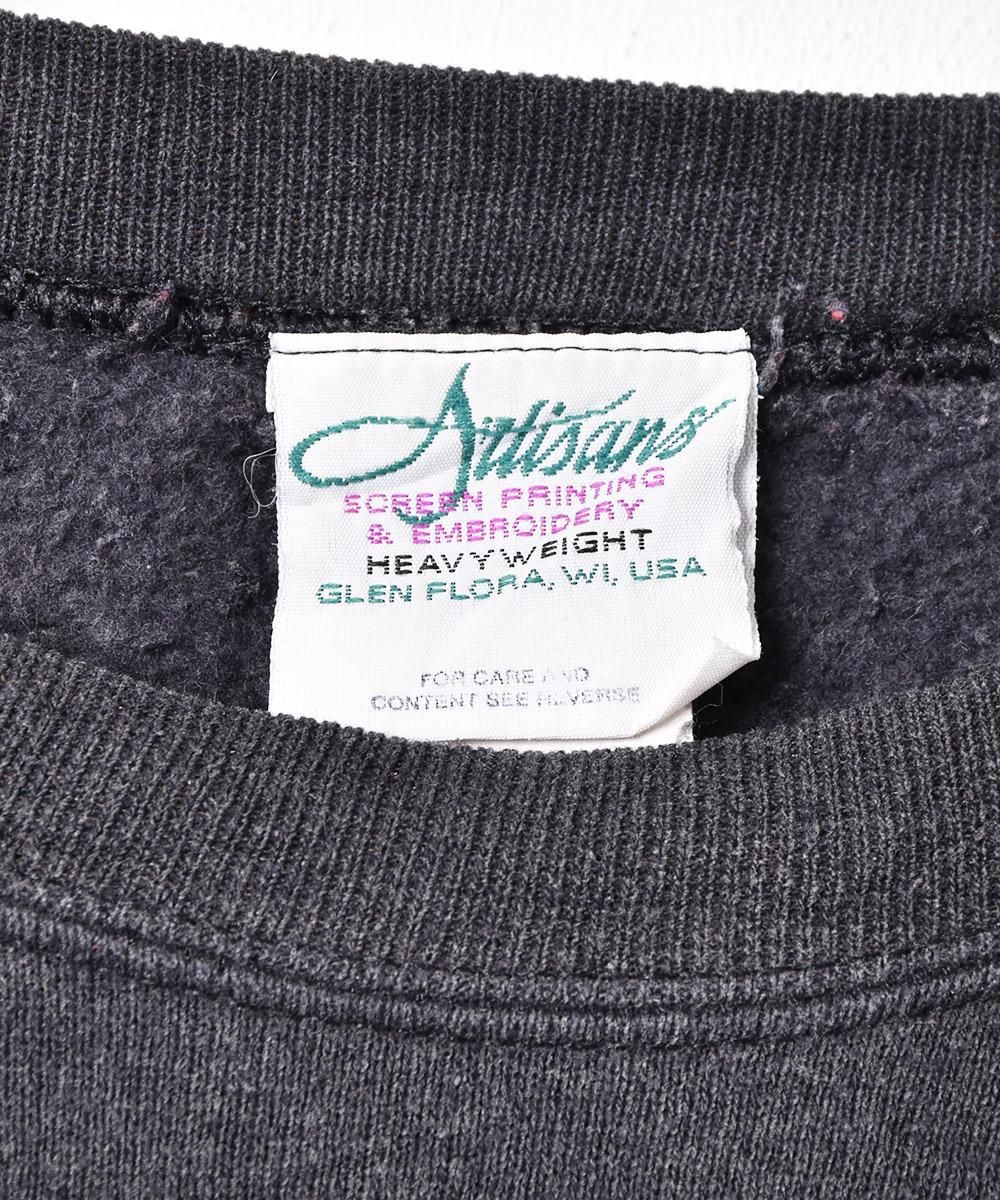 Artisans
SCREEN PRINTING
& EMBROIDERY
HEAVYWEIGHT
GLEN FLORA, WI, USA
FOR CARE AND
CONTENT SEE REVERSE